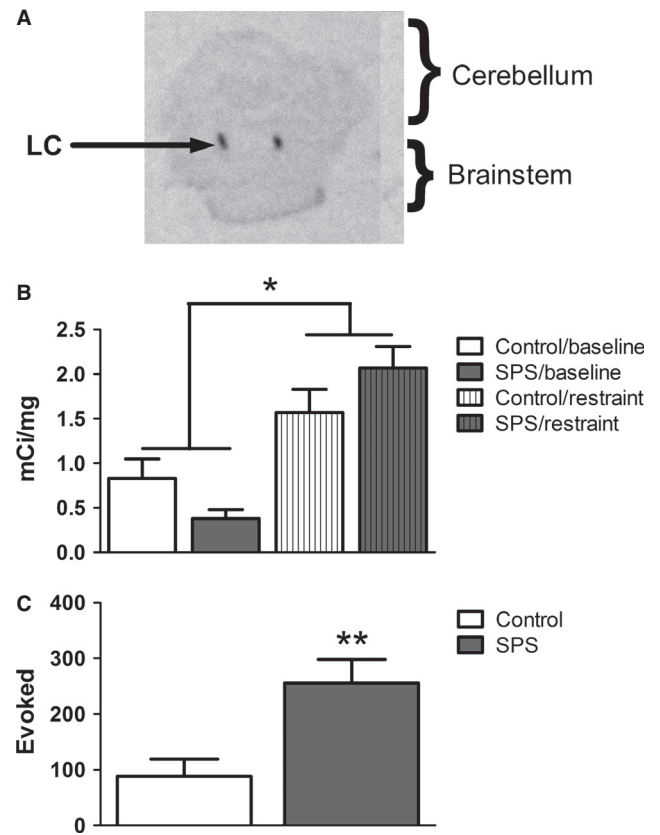 A
LC
Cerebellum
Brainstem
B
*
mCi/mg
2.5
2.0
1.5
1.0
0.5
0.0
Control/baseline
SPS/baseline
Control/restraint
SPS/restraint
C
Evoked
400
300
200
100
0
**
Control
SPS